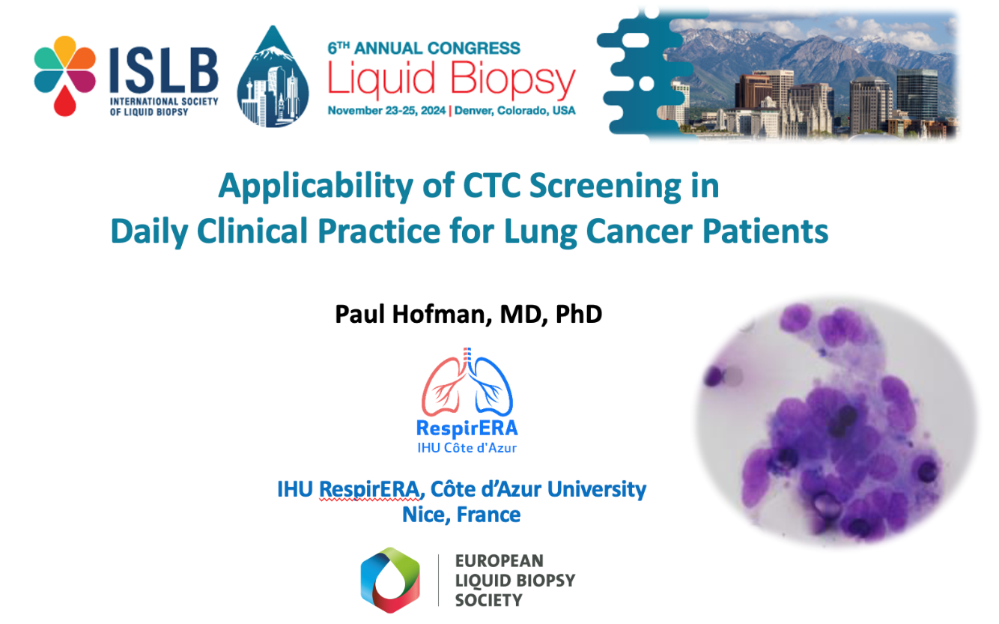 ISLB
INTERNATIONAL SOCIETY
OF LIQUID BIOPSY
6TH ANNUAL CONGRESS
Liquid Biopsy
November 23-25, 2024 | Denver, Colorado, USA
Applicability of CTC Screening in
Daily Clinical Practice for Lung Cancer Patients
Paul Hofman, MD, PhD
RespirERA
IHU Côte d'Azur
IHU RespirERA, Côte d’Azur University
Nice, France
EUROPEAN
LIQUID BIOPSY
SOCIETY